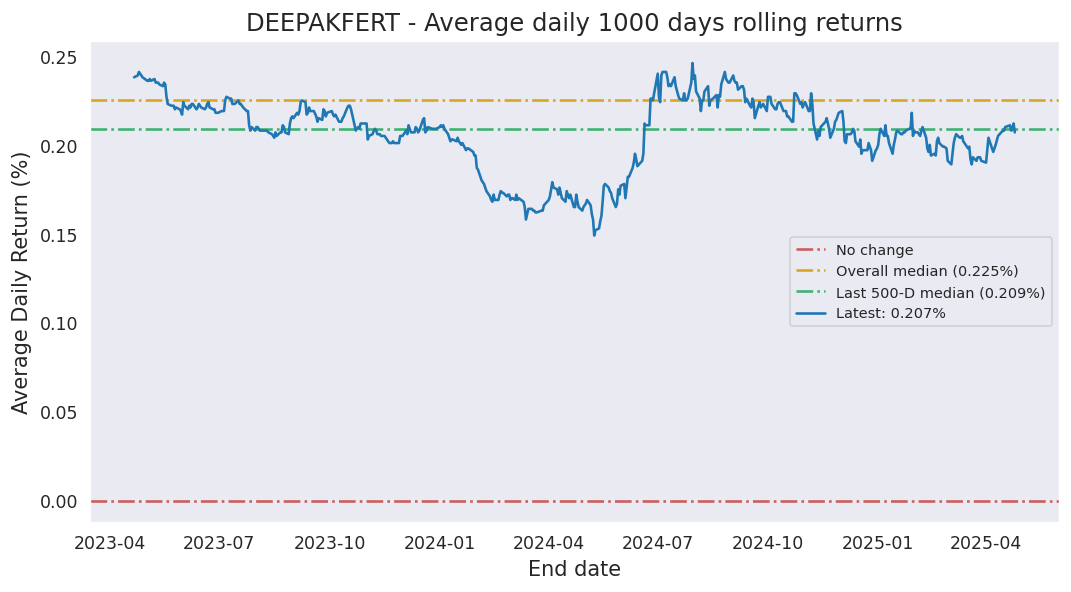 DEEPAKFERT - Average daily 1000 days rolling returns
Average Daily Return (%)
0.25
0.20
0.15
0.10
0.05
0.00
No change
Overall median (0.225%)
Last 500-D median (0.209%)
Latest: 0.207%
2023-04 2023-07 2023-10 2024-01 2024-04 2024-07 2024-10 2025-01 2025-04
End date